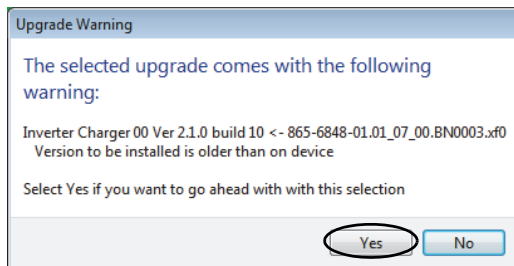 Upgrade Warning
The selected upgrade comes with the following
warning:
Inverter Charger 00 Ver 2.1.0 build 10 <- 865-6848-01.01_07_00.BN0003.xf0
Version to be installed is older than on device
Select Yes if you want to go ahead with with this selection
Yes
No